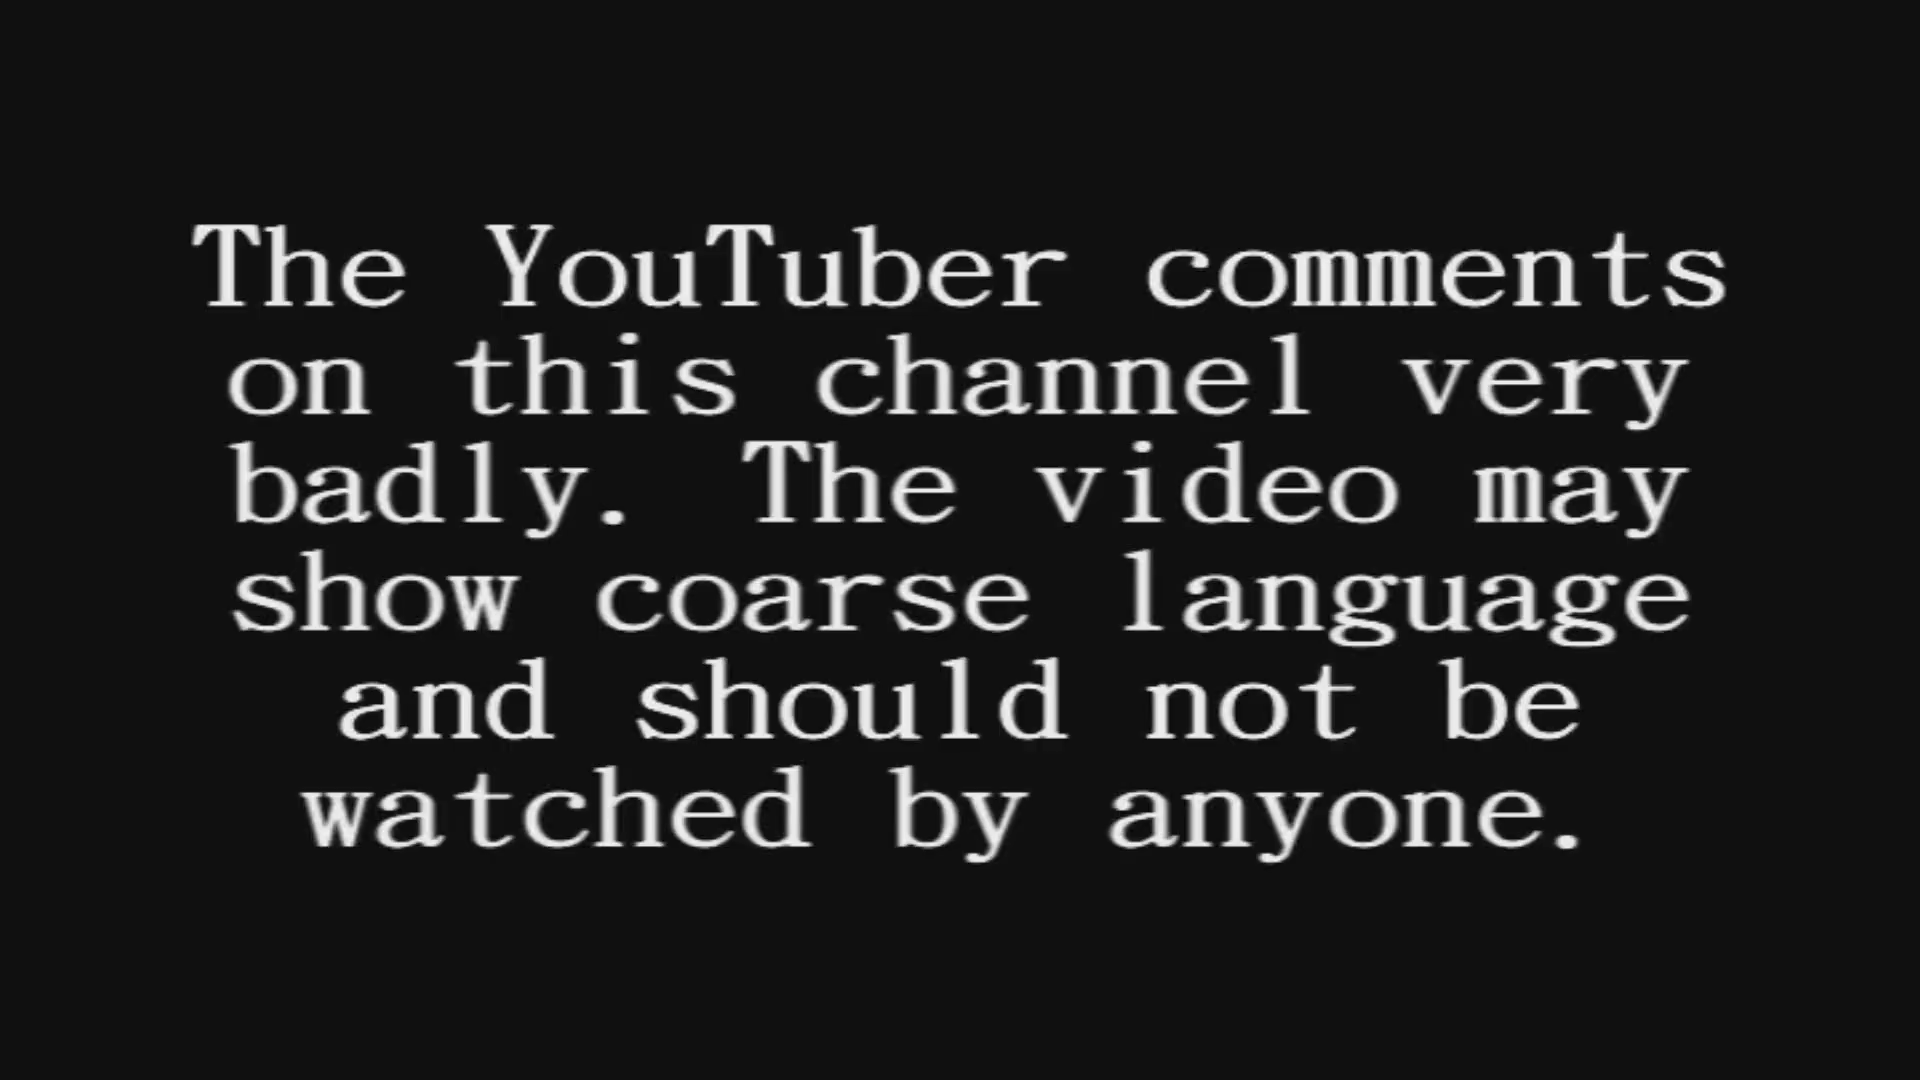 The YouTuber comments
on this channel very
badly. The video may
show coarse language
and should not be
watched by anyone.